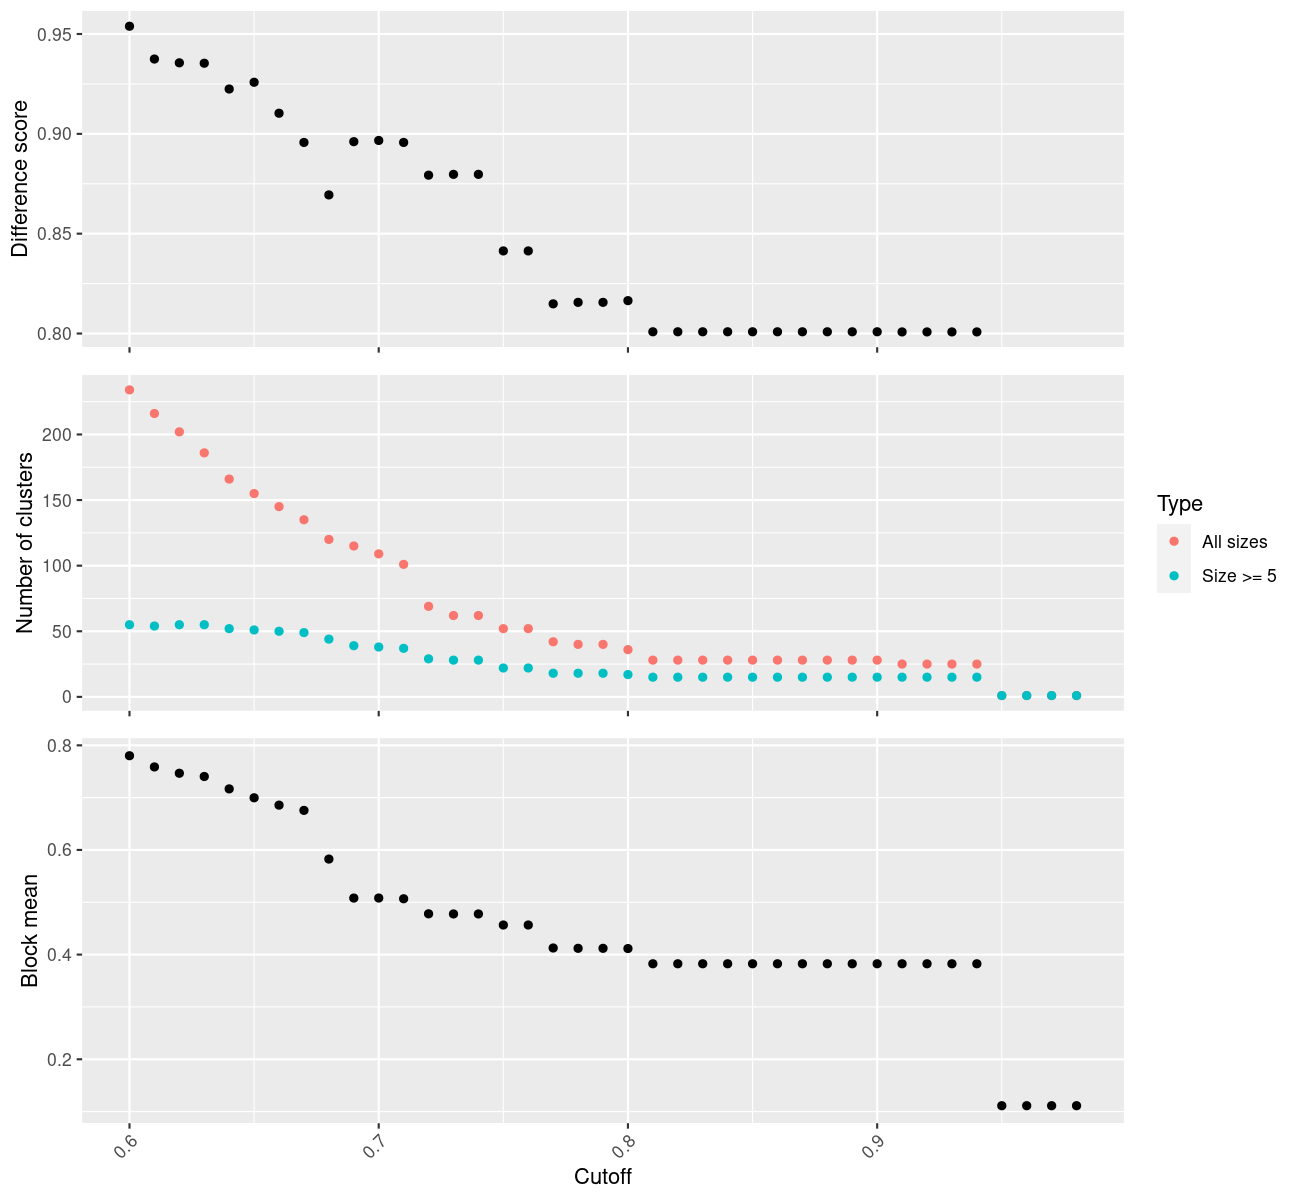 Difference score
0.95
0.90
0.85
0.80
Number of clusters
200
150
100
50
0
Type
All sizes
Size >= 5
Block mean
0.8
0.6
0.4
0.2
0.6 0.7 0.8 0.9
Cutoff